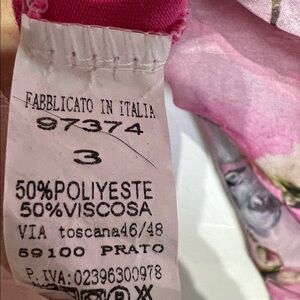 FABBLICATO IN ITALIA
97374
3
50%POLIYESTE
50%VISCOSA
VIA toscana46/48
59100 PRATO
P.IVA:02396300978